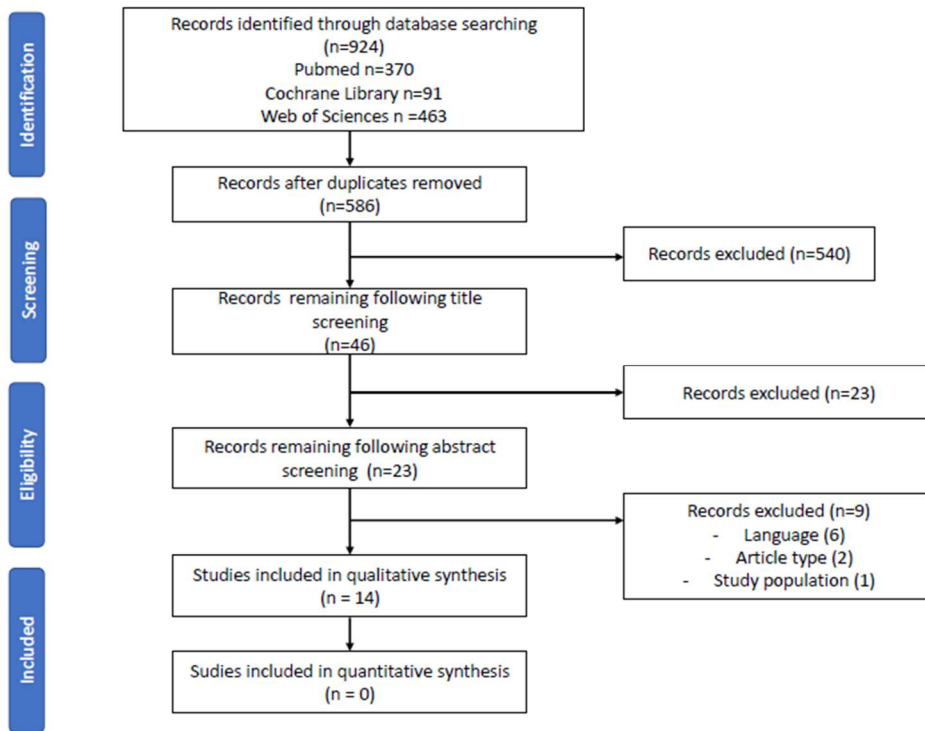 Identification
Records identified through database searching
(n=924)
Pubmed n=370
Cochrane Library n=91
Web of Sciences n =463
Records after duplicates removed
(n=586)
Screening
Records excluded (n=540)
Records remaining following title
screening
(n=46)
Records excluded (n=23)
Eligibility
Records remaining following abstract
screening (n=23)
Records excluded (n=9)
- Language (6)
- Article type (2)
- Study population (1)
Included
Studies included in qualitative synthesis
(n = 14)
Sudies included in quantitative synthesis
(n = 0)